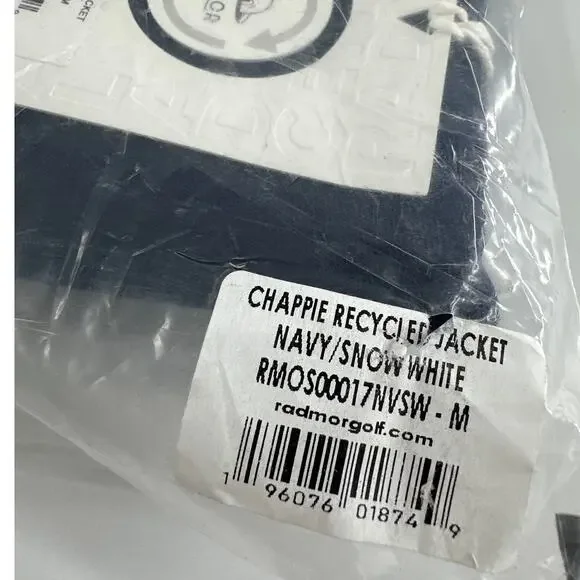 CHAPPIE RECYCLED JACKET
NAVY/SNOW WHITE
RMOS00017NVSW - M
radmorgolf.com
1 96076 01874 9